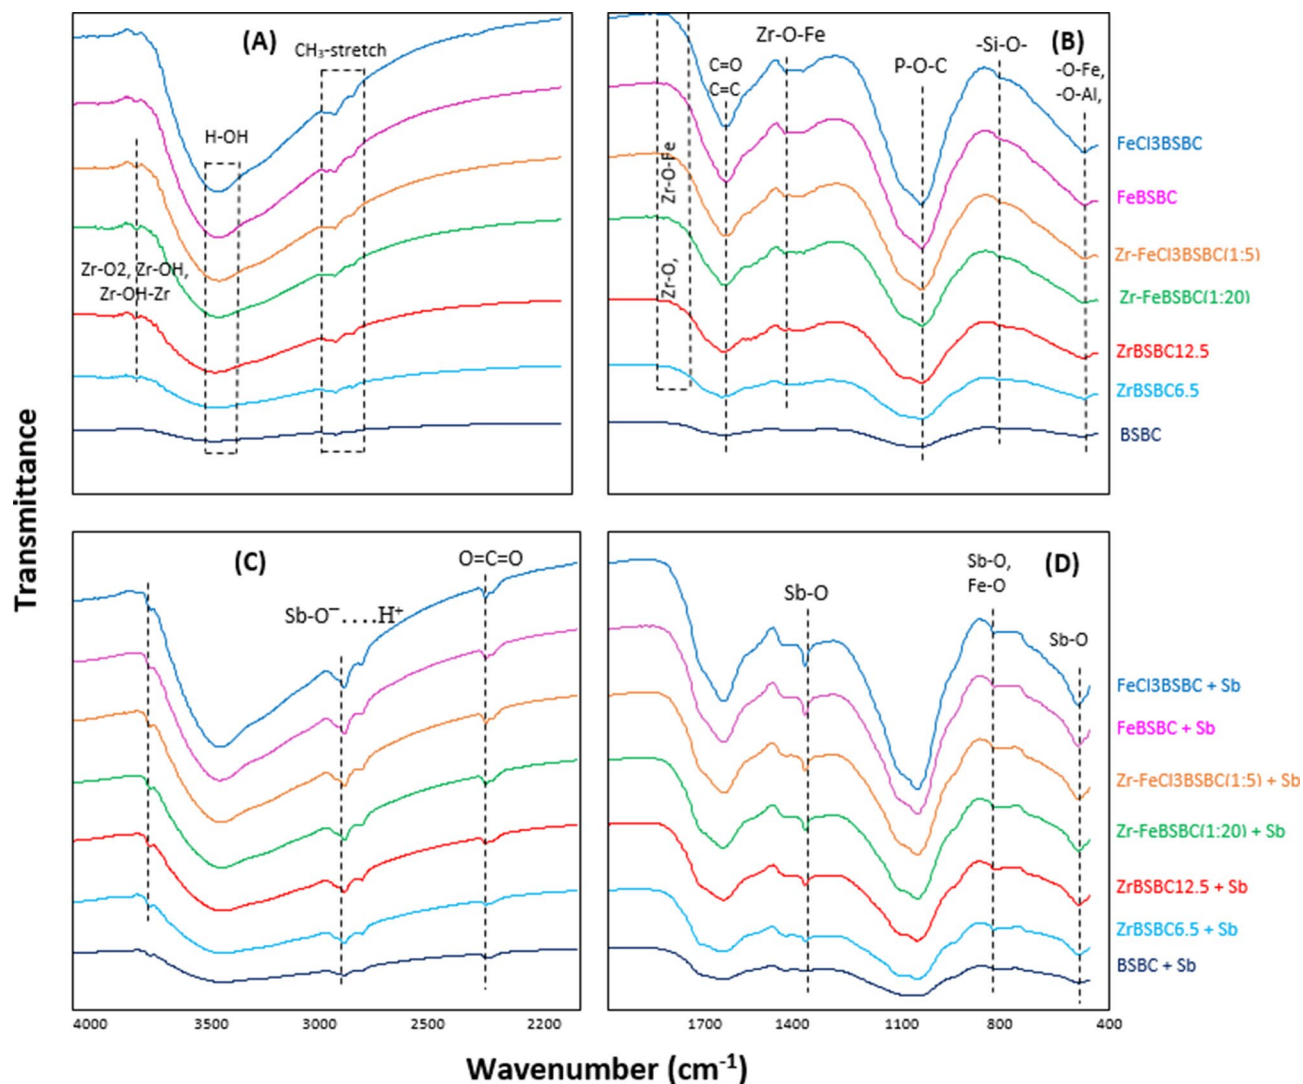 (A)
CH₃-stretch
H-OH
Zr-O2, Zr-OH,
Zr-OH-Zr
(B)
Zr-O-Fe
-Si-O-
C=O
C=C
P-O-C
-O-Fe,
-O-Al,
Zr-O-Fe
Zr-O,
FeCl3BSBC
FeBSBC
Zr-FeCl3BSBC(1:5)
Zr-FeBSBC(1:20)
ZrBSBC12.5
ZrBSBC6.5
BSBC
Transmittance
(C)
O=C=O
Sb-O⁻....H⁺
(D)
Sb-O,
Fe-O
Sb-O
Sb-O
FeCl3BSBC + Sb
FeBSBC + Sb
Zr-FeCl3BSBC(1:5) + Sb
Zr-FeBSBC(1:20) + Sb
ZrBSBC12.5 + Sb
ZrBSBC6.5 + Sb
BSBC + Sb
4000 3500 3000 2500 2200 1700 1400 1100 800 400
Wavenumber (cm⁻¹)